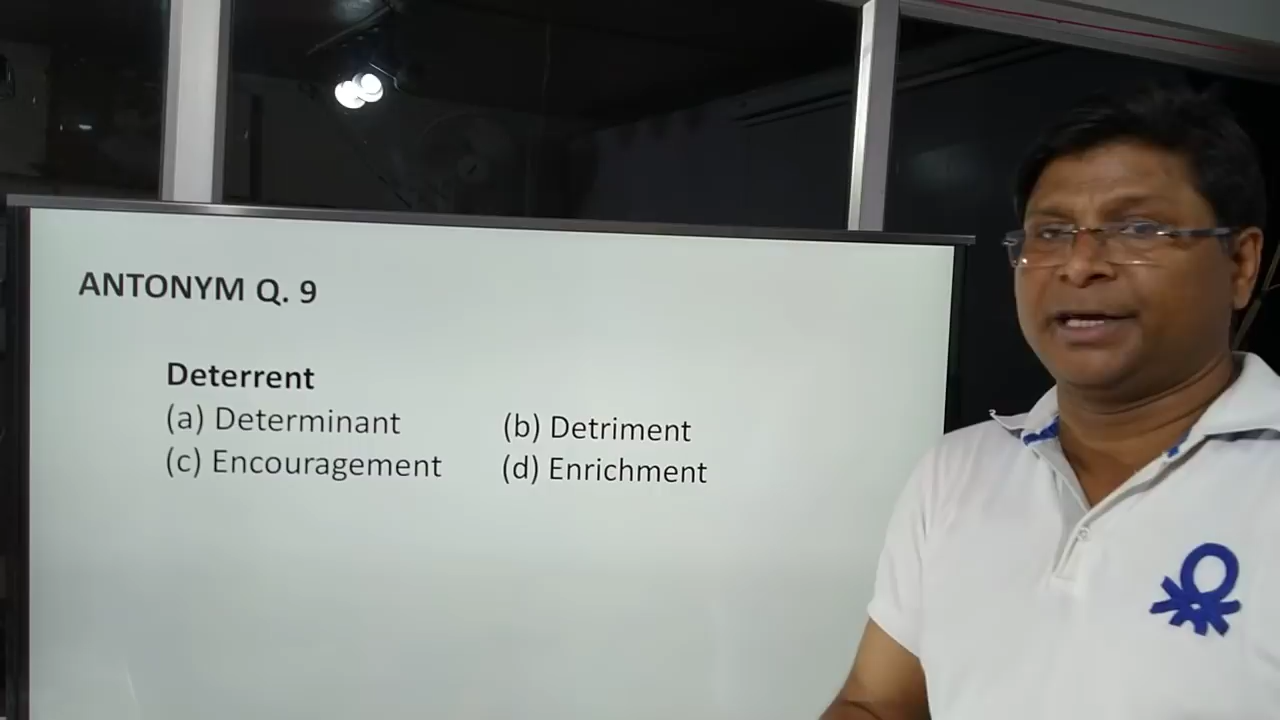 ANTONYM Q. 9
Deterrent
(a) Determinant (b) Detriment
(c) Encouragement (d) Enrichment